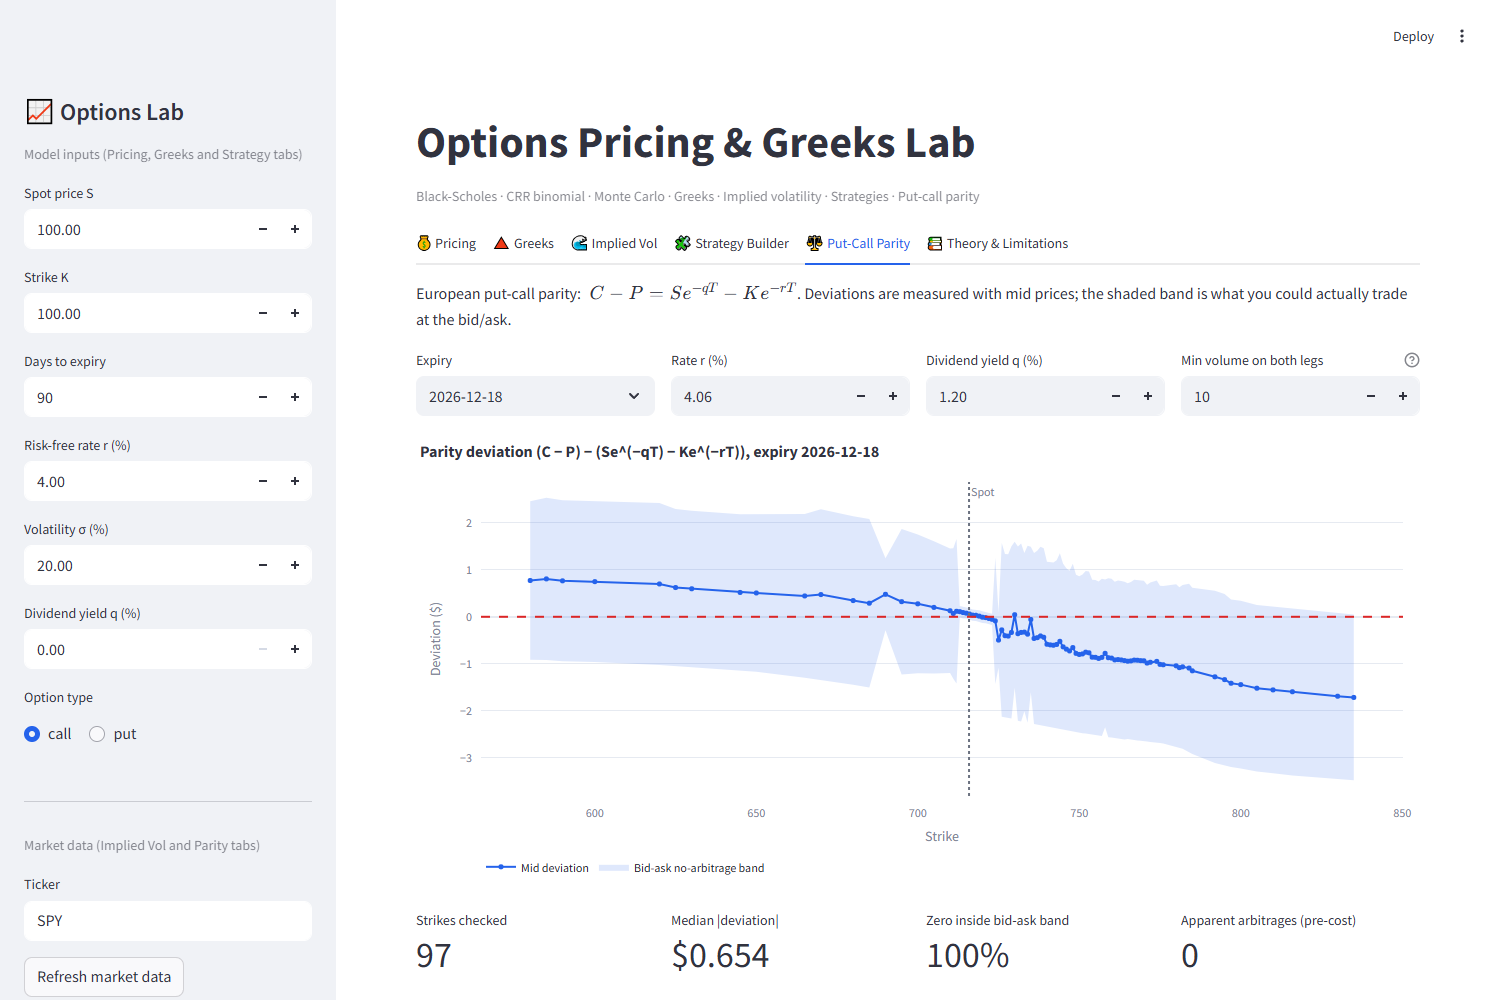 Deploy
Options Lab
Model inputs (Pricing, Greeks and Strategy tabs)
Spot price S
100.00
Strike K
100.00
Days to expiry
90
Risk-free rate r (%)
4.00
Volatility σ (%)
20.00
Dividend yield q (%)
0.00
Option type
call put
Market data (Implied Vol and Parity tabs)
Ticker
SPY
Refresh market data
Options Pricing & Greeks Lab
Black-Scholes · CRR binomial · Monte Carlo · Greeks · Implied volatility · Strategies · Put-call parity
Pricing Greeks Implied Vol Strategy Builder Put-Call Parity Theory & Limitations
European put-call parity: C − P = Se^{−qT} − Ke^{−rT}. Deviations are measured with mid prices; the shaded band is what you could actually trade
at the bid/ask.
Expiry Rate r (%) Dividend yield q (%) Min volume on both legs
2026-12-18 4.06 1.20 10
Parity deviation (C − P) − (Se^(−qT) − Ke^(−rT)), expiry 2026-12-18
Spot
2
1
0
−1
−2
−3
Deviation ($)
600 650 700 750 800 850
Strike
Mid deviation Bid-ask no-arbitrage band
Strikes checked Median |deviation| Zero inside bid-ask band Apparent arbitrages (pre-cost)
97 $0.654 100% 0